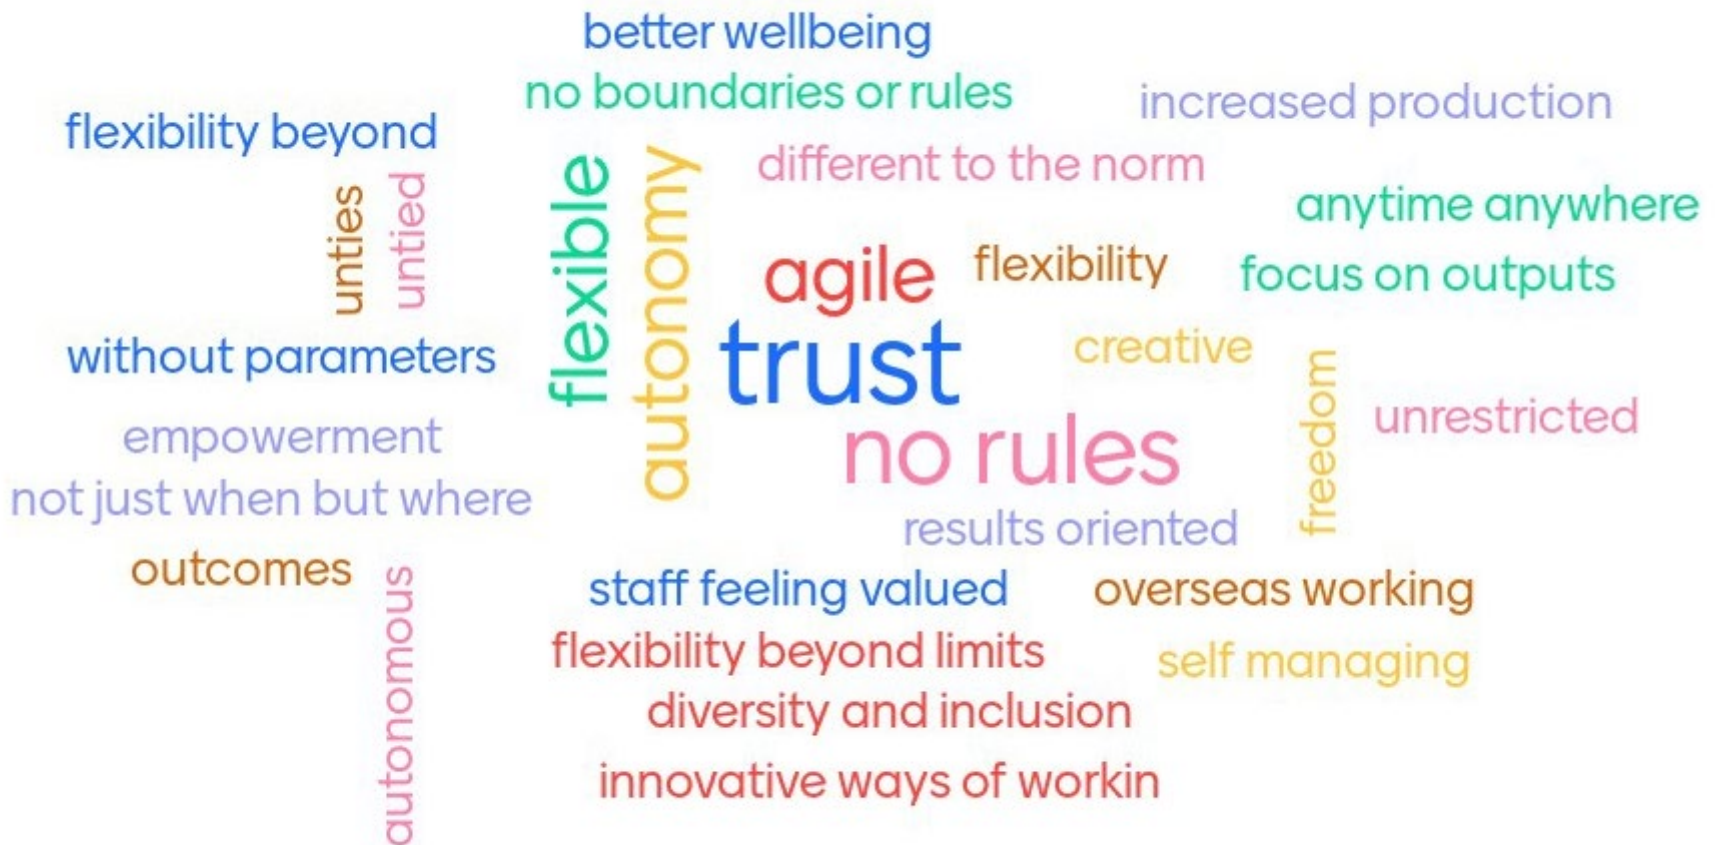 better wellbeing
no boundaries or rules
increased production
flexibility beyond
different to the norm
unties
untied
flexible
autonomy
anytime anywhere
agile
flexibility
focus on outputs
trust
without parameters
creative
freedom
unrestricted
empowerment
no rules
not just when but where
results oriented
outcomes
autonomous
staff feeling valued
overseas working
flexibility beyond limits
self managing
diversity and inclusion
innovative ways of workin